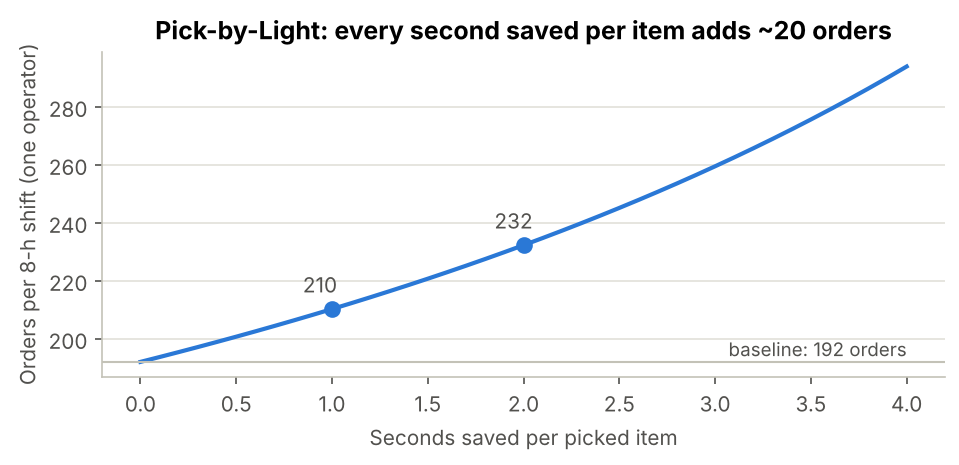 Pick-by-Light: every second saved per item adds ~20 orders
Orders per 8-h shift (one operator)
280
260
240
220
200
232
210
baseline: 192 orders
0.0 0.5 1.0 1.5 2.0 2.5 3.0 3.5 4.0
Seconds saved per picked item